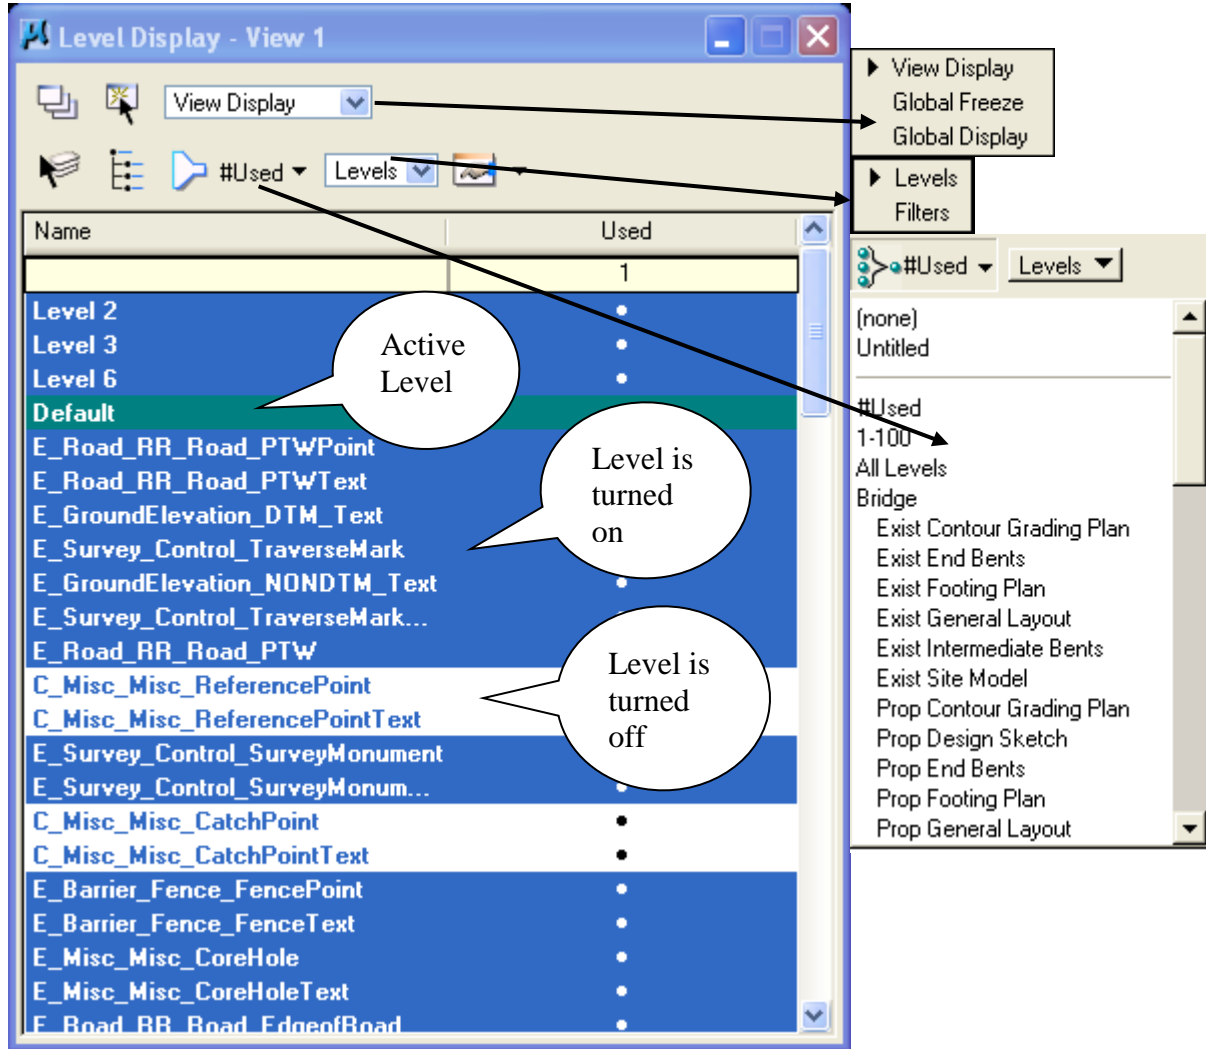 Level Display - View 1
View Display
#Used
Levels
Name Used
1
Level 2
Level 3
Level 6
Default
E_Road_RR_Road_PTWPoint
E_Road_RR_Road_PTWText
E_GroundElevation_DTM_Text
E_Survey_Control_TraverseMark
E_GroundElevation_NONDTM_Text
E_Survey_Control_TraverseMark...
E_Road_RR_Road_PTW
C_Misc_Misc_ReferencePoint
C_Misc_Misc_ReferencePointText
E_Survey_Control_SurveyMonument
E_Survey_Control_SurveyMonum...
C_Misc_Misc_CatchPoint
C_Misc_Misc_CatchPointText
E_Barrier_Fence_FencePoint
E_Barrier_Fence_FenceText
E_Misc_Misc_CoreHole
E_Misc_Misc_CoreHoleText
E_Road_RR_Road_EdgeofRoad
Active
Level
Level is
turned
on
Level is
turned
off
View Display
Global Freeze
Global Display
Levels
Filters
#Used Levels
(none)
Untitled
#Used
1-100
All Levels
Bridge
Exist Contour Grading Plan
Exist End Bents
Exist Footing Plan
Exist General Layout
Exist Intermediate Bents
Exist Site Model
Prop Contour Grading Plan
Prop Design Sketch
Prop End Bents
Prop Footing Plan
Prop General Layout